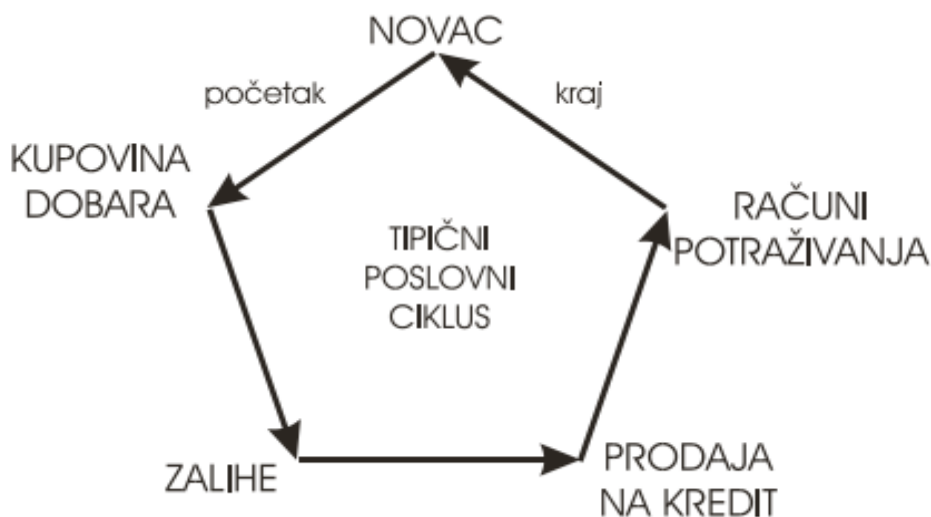 NOVAC
početak
kraj
KUPOVINA
DOBARA
RAČUNI
POTRAŽIVANJA
TIPIČNI
POSLOVNI
CIKLUS
ZALIHE
PRODAJA
NA KREDIT